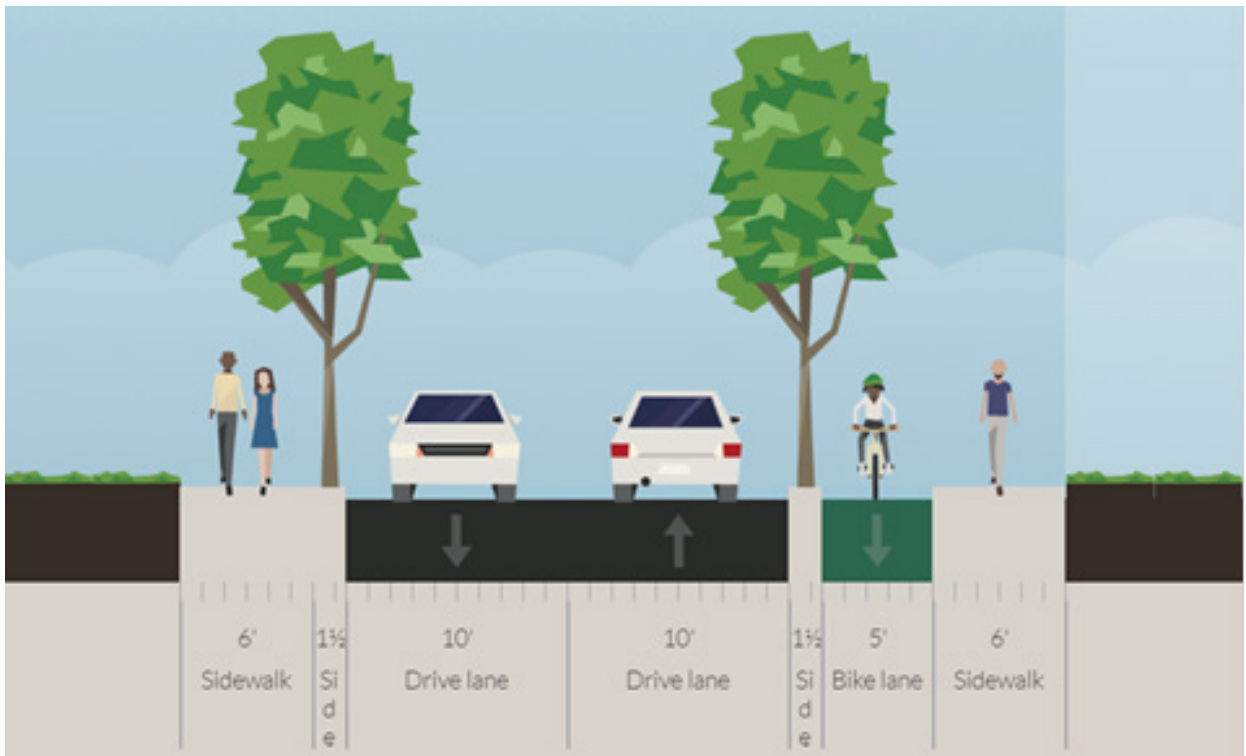 6' 1½ 10' 10' 1½ 5' 6'
Sidewalk Si Drive lane Drive lane Si Bike lane Sidewalk
d d
e e